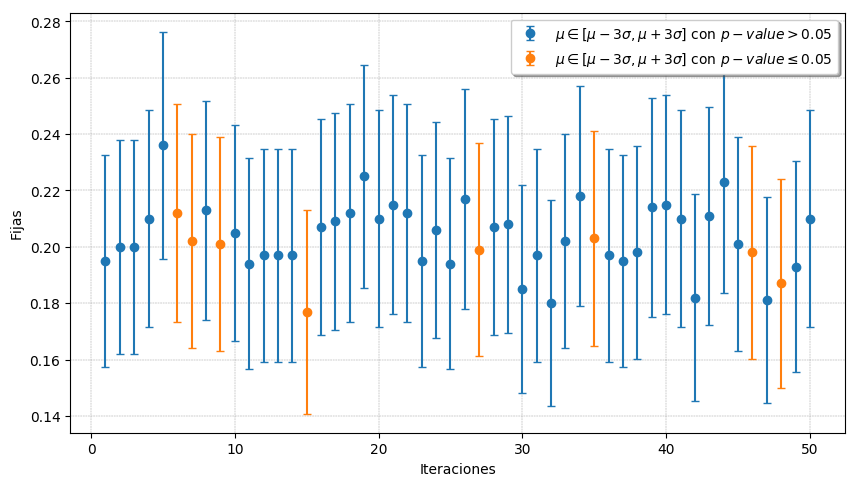 0.28
0.26
0.24
0.22
0.20
0.18
0.16
0.14
Fijas
μ ∈ [μ − 3σ, μ + 3σ] con p − value > 0.05
μ ∈ [μ − 3σ, μ + 3σ] con p − value ≤ 0.05
0 10 20 30 40 50
Iteraciones